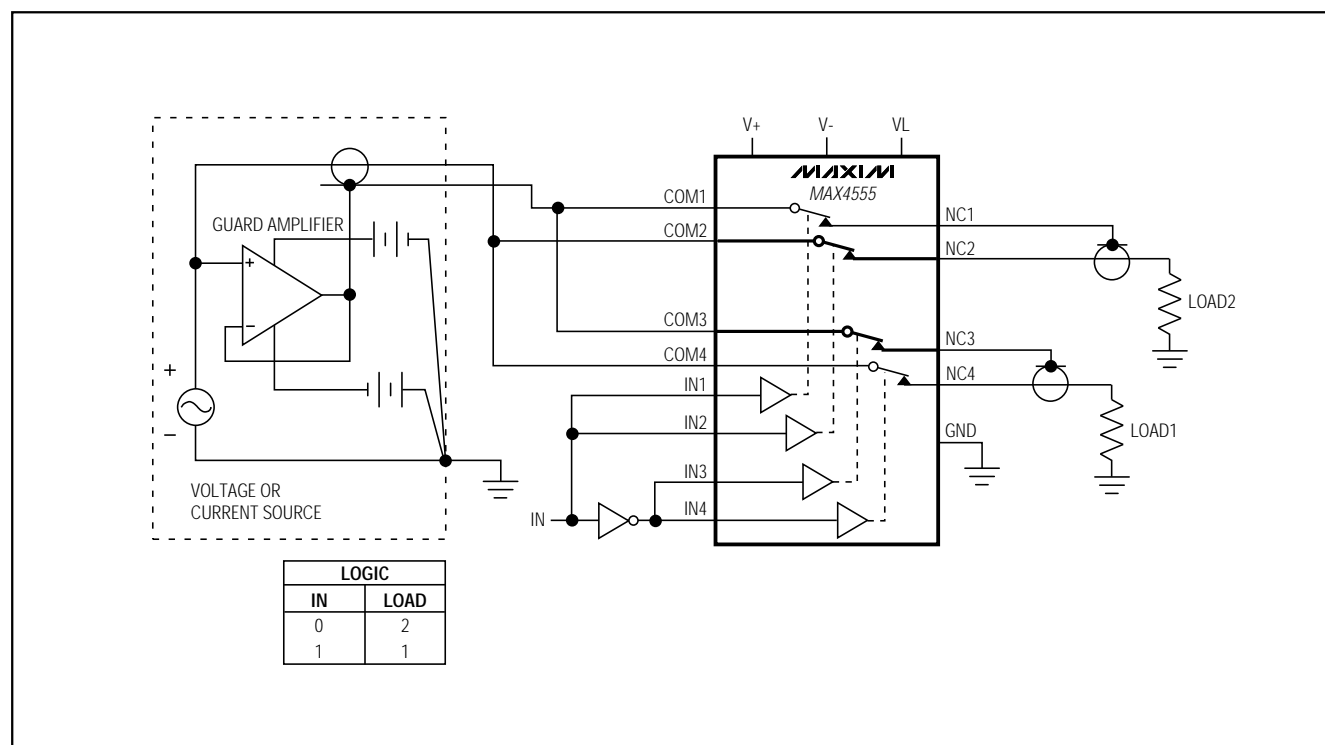 V+ V- VL
MAXIM
MAX4555
COM1
COM2
COM3
COM4
IN1
IN2
IN3
IN4
NC1
NC2
NC3
NC4
GND
LOAD2
LOAD1
GUARD AMPLIFIER
+
−
+
−
VOLTAGE OR
CURRENT SOURCE
IN
LOGIC
IN LOAD
0 2
1 1